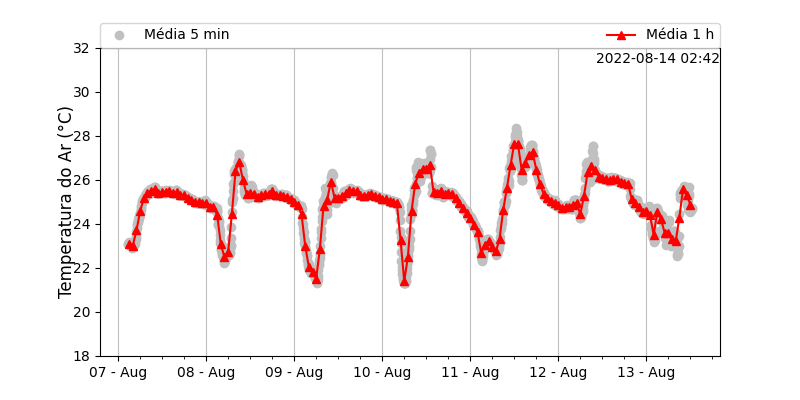 Média 5 min
Média 1 h
2022-08-14 02:42
Temperatura do Ar (°C)
32
30
28
26
24
22
20
18
07 - Aug
08 - Aug
09 - Aug
10 - Aug
11 - Aug
12 - Aug
13 - Aug